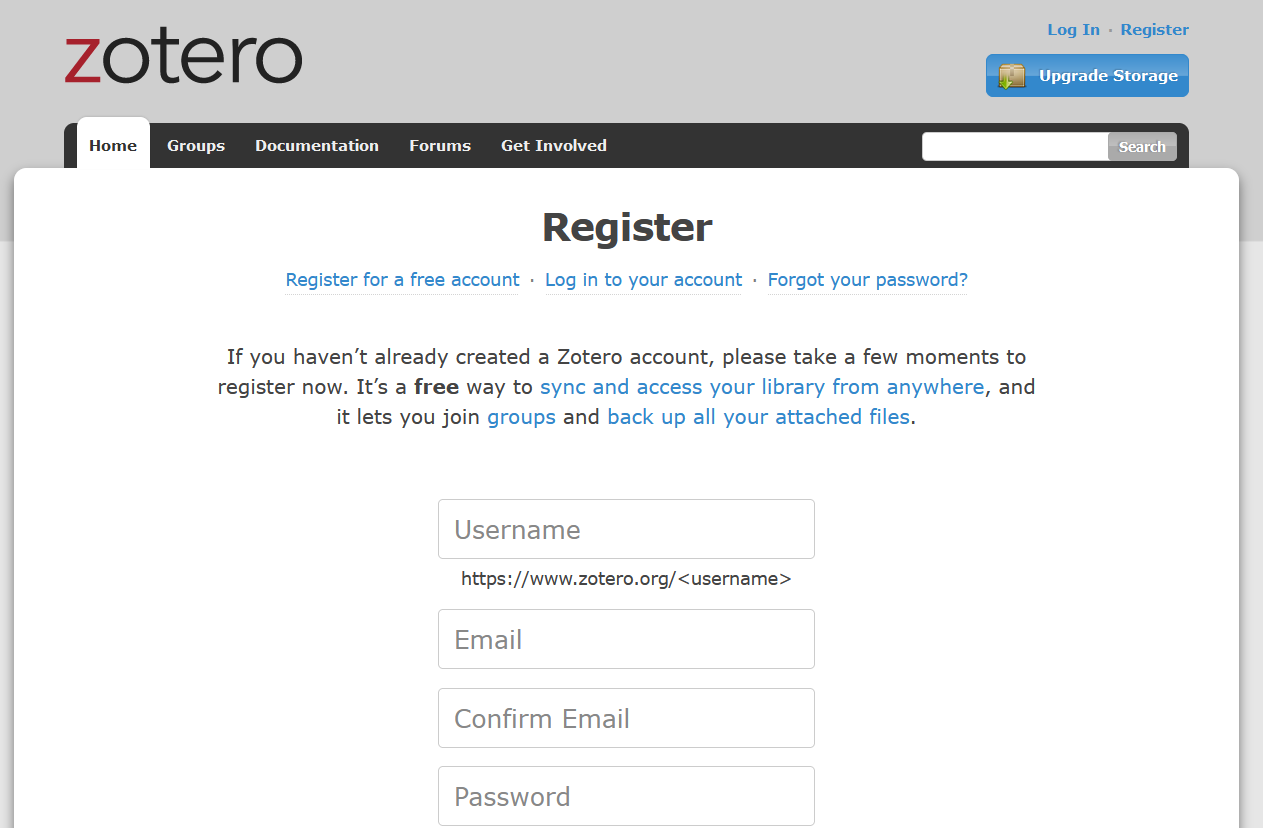 zotero
Log In · Register
Upgrade Storage
Home Groups Documentation Forums Get Involved Search
Register
Register for a free account · Log in to your account · Forgot your password?
If you haven’t already created a Zotero account, please take a few moments to
register now. It’s a free way to sync and access your library from anywhere, and
it lets you join groups and back up all your attached files.
Username
https://www.zotero.org/<username>
Email
Confirm Email
Password